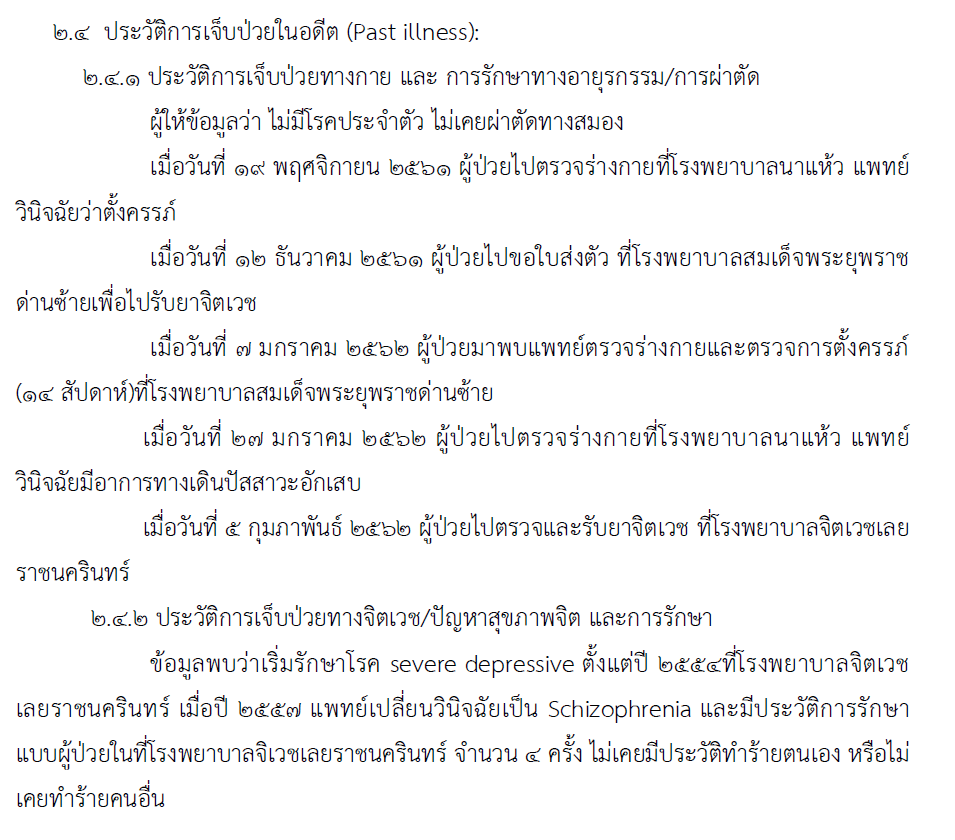 ๒.๔ ประวัติการเจ็บป่วยในอดีต (Past illness):
๒.๔.๑ ประวัติการเจ็บป่วยทางกาย และ การรักษาทางอายุรกรรม/การผ่าตัด
ผู้ให้ข้อมูลว่า ไม่มีโรคประจำตัว ไม่เคยผ่าตัดทางสมอง
เมื่อวันที่ ๑๙ พฤศจิกายน ๒๕๖๑ ผู้ป่วยไปตรวจร่างกายที่โรงพยาบาลนาแห้ว แพทย์
วินิจฉัยว่าตั้งครรภ์
เมื่อวันที่ ๑๒ ธันวาคม ๒๕๖๑ ผู้ป่วยไปขอใบส่งตัว ที่โรงพยาบาลสมเด็จพระยุพราช
ด่านซ้ายเพื่อไปรับยาจิตเวช
เมื่อวันที่ ๗ มกราคม ๒๕๖๒ ผู้ป่วยมาพบแพทย์ตรวจร่างกายและตรวจการตั้งครรภ์
(๑๔ สัปดาห์)ที่โรงพยาบาลสมเด็จพระยุพราชด่านซ้าย
เมื่อวันที่ ๒๗ มกราคม ๒๕๖๒ ผู้ป่วยไปตรวจร่างกายที่โรงพยาบาลนาแห้ว แพทย์
วินิจฉัยมีอาการทางเดินปัสสาวะอักเสบ
เมื่อวันที่ ๕ กุมภาพันธ์ ๒๕๖๒ ผู้ป่วยไปตรวจและรับยาจิตเวช ที่โรงพยาบาลจิตเวชเลย
ราชนครินทร์
๒.๔.๒ ประวัติการเจ็บป่วยทางจิตเวช/ปัญหาสุขภาพจิต และการรักษา
ข้อมูลพบว่าเริ่มรักษาโรค severe depressive ตั้งแต่ปี ๒๕๕๔ที่โรงพยาบาลจิตเวช
เลยราชนครินทร์ เมื่อปี ๒๕๕๗ แพทย์เปลี่ยนวินิจฉัยเป็น Schizophrenia และมีประวัติการรักษา
แบบผู้ป่วยในที่โรงพยาบาลจิเวชเลยราชนครินทร์ จำนวน ๔ ครั้ง ไม่เคยมีประวัติทำร้ายตนเอง หรือไม่
เคยทำร้ายคนอื่น